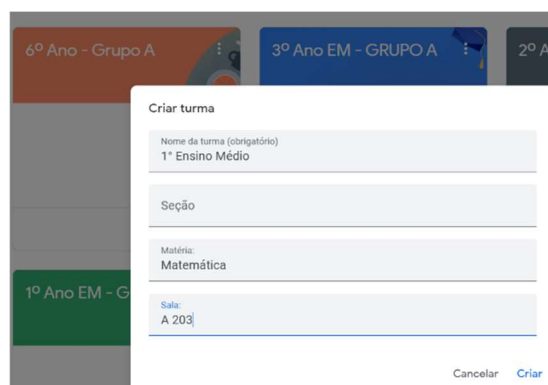 6º Ano - Grupo A
3º Ano EM - GRUPO A
2º A
Criar turma
Nome da turma (obrigatório)
1° Ensino Médio
Seção
Matéria:
Matemática
1º Ano EM - G
Sala:
A 203
Cancelar Criar